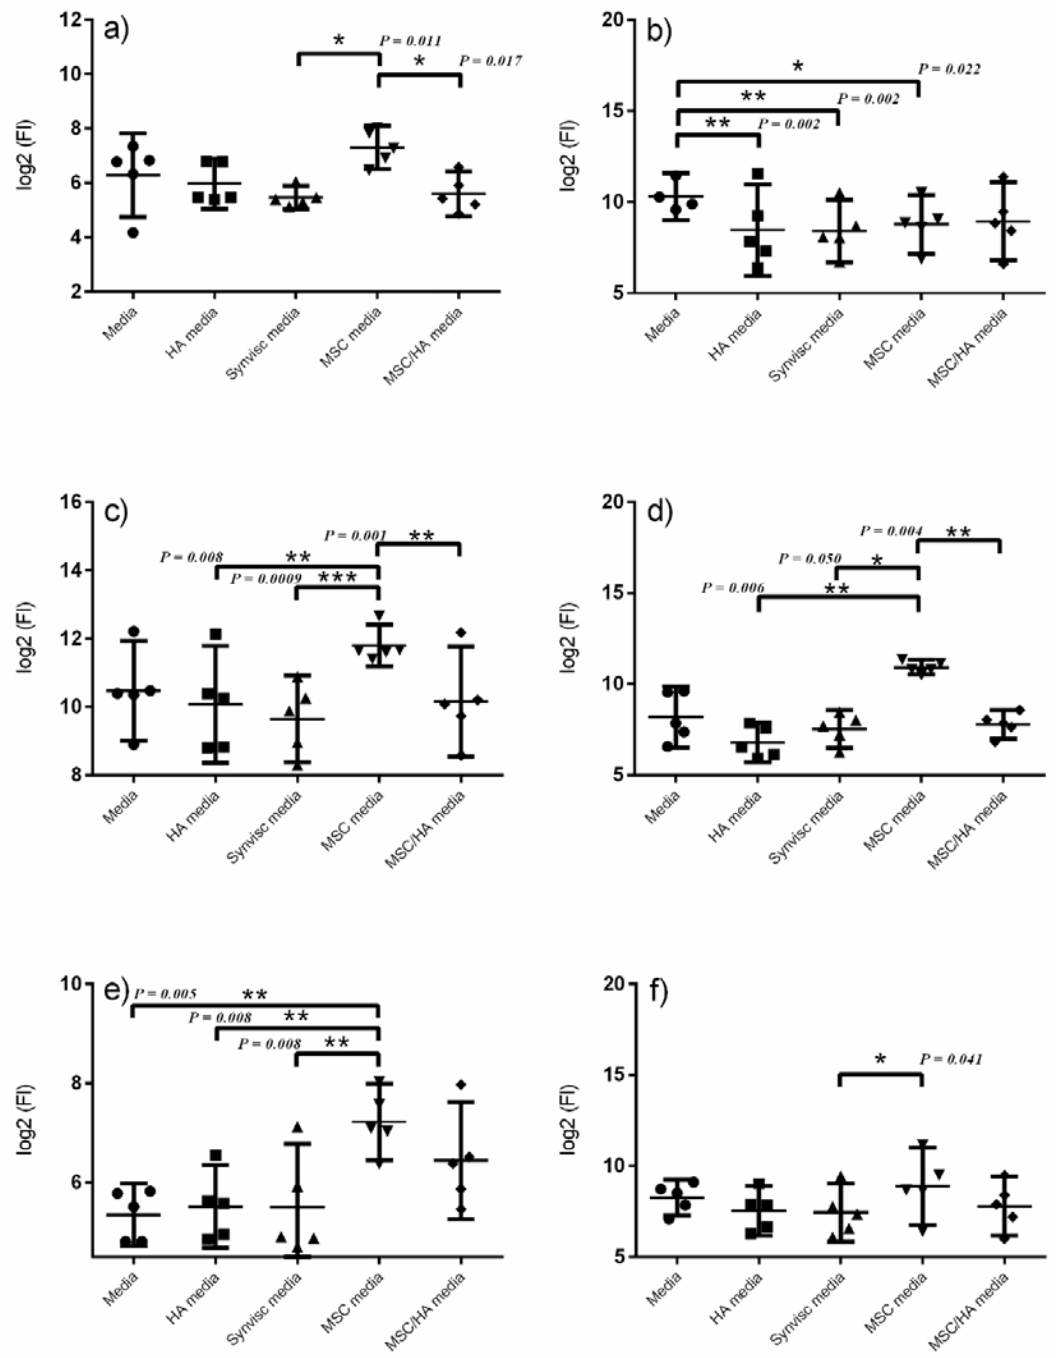 a)
12
10
8
6
4
2
log2 (FI)
*
P = 0.011
*
P = 0.017
Media
HA media
Synvisc media
MSC media
MSC/HA media
b)
20
15
10
5
log2 (FI)
*
P = 0.022
**
P = 0.002
**
P = 0.002
Media
HA media
Synvisc media
MSC media
MSC/HA media
c)
16
14
12
10
8
log2 (FI)
P = 0.001
**
P = 0.008
**
P = 0.0009
***
Media
HA media
Synvisc media
MSC media
MSC/HA media
d)
20
15
10
5
log2 (FI)
P = 0.004
**
P = 0.050
*
P = 0.006
**
Media
HA media
Synvisc media
MSC media
MSC/HA media
e)
10
8
6
log2 (FI)
P = 0.005
**
P = 0.008
**
P = 0.008
**
Media
HA media
Synvisc media
MSC media
MSC/HA media
f)
20
15
10
5
log2 (FI)
*
P = 0.041
Media
HA media
Synvisc media
MSC media
MSC/HA media